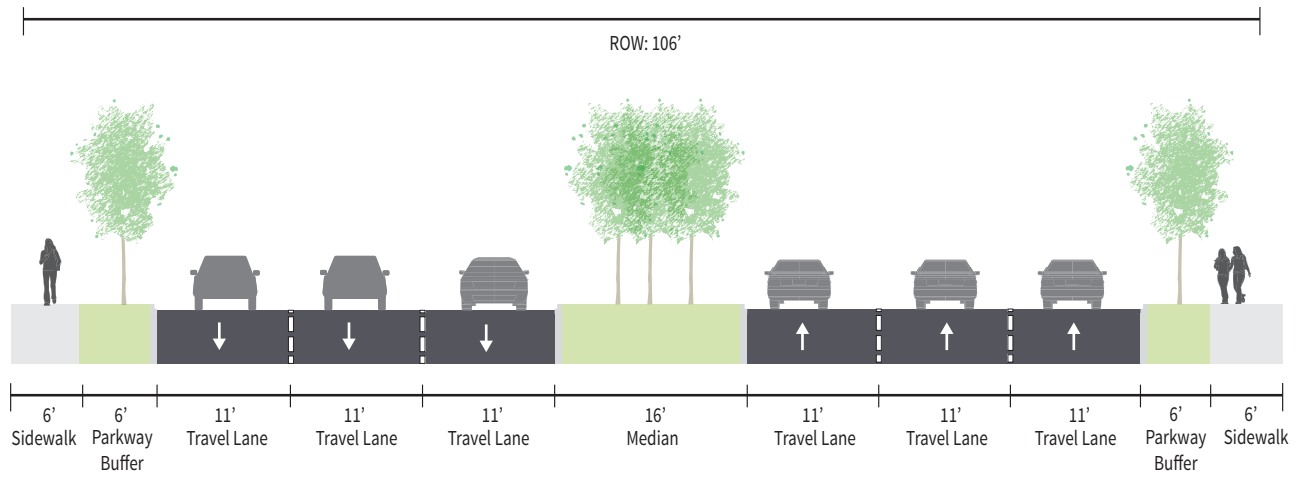 ROW: 106’
6’
Sidewalk
6’
Parkway
Buffer
11’
Travel Lane
11’
Travel Lane
11’
Travel Lane
16’
Median
11’
Travel Lane
11’
Travel Lane
11’
Travel Lane
6’
Parkway
Buffer
6’
Sidewalk